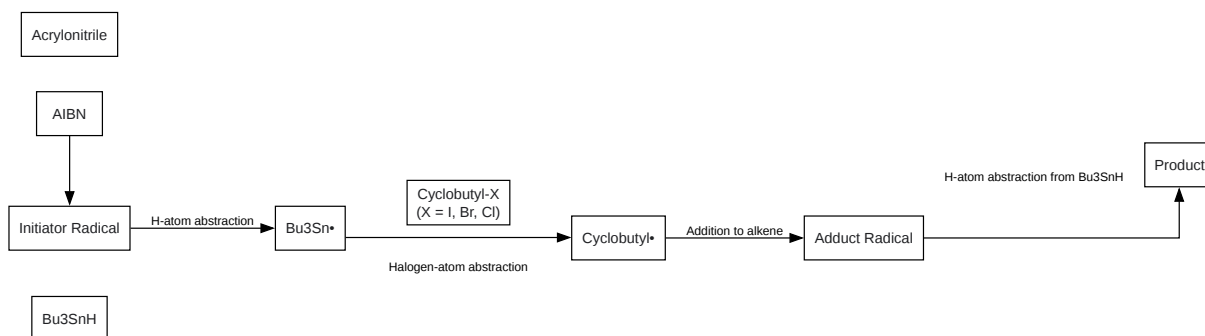 Acrylonitrile
AIBN
Initiator Radical
H-atom abstraction
Bu3Sn•
Cyclobutyl-X
(X = I, Br, Cl)
Halogen-atom abstraction
Cyclobutyl•
Addition to alkene
Adduct Radical
H-atom abstraction from Bu3SnH
Product
Bu3SnH